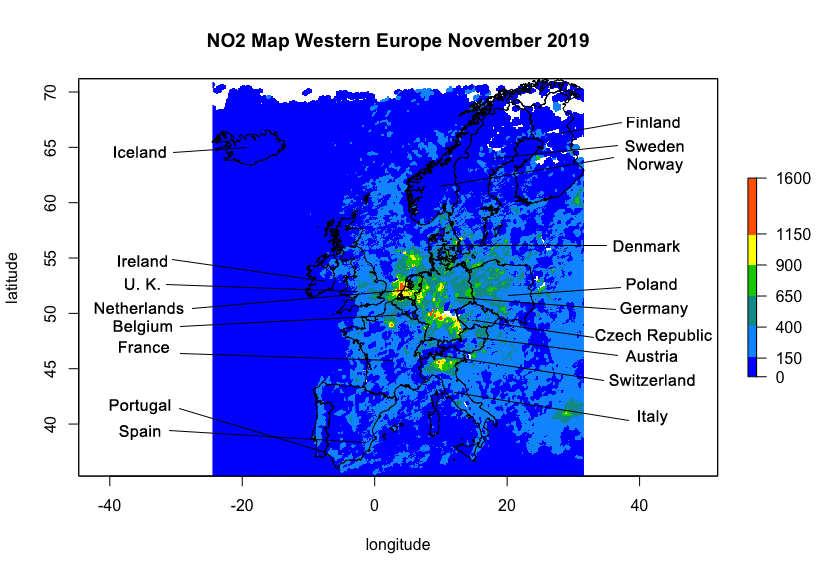 NO2 Map Western Europe November 2019
70
65
60
55
50
45
40
latitude
Iceland
Ireland
U. K.
Netherlands
Belgium
France
Portugal
Spain
Finland
Sweden
Norway
Denmark
Poland
Germany
Czech Republic
Austria
Switzerland
Italy
1600
1150
900
650
400
150
0
-40
-20
0
20
40
longitude